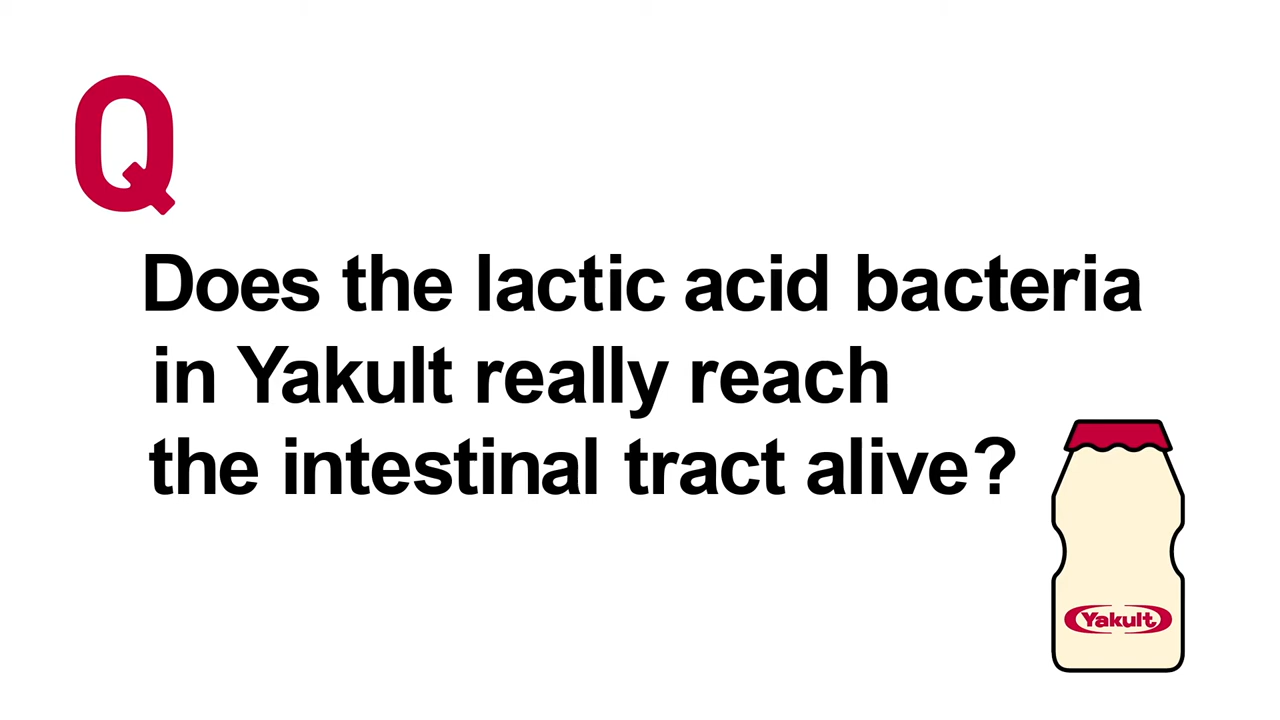 Q
Does the lactic acid bacteria
in Yakult really reach
the intestinal tract alive?
Yakult